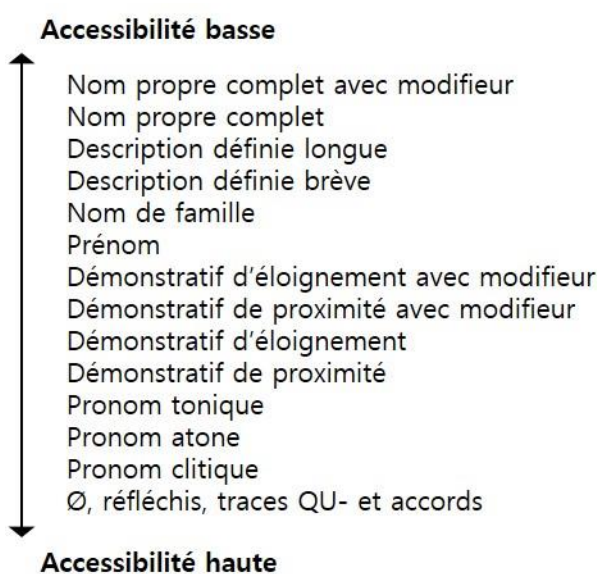 Accessibilité basse
Nom propre complet avec modifieur
Nom propre complet
Description définie longue
Description définie brève
Nom de famille
Prénom
Démonstratif d'éloignement avec modifieur
Démonstratif de proximité avec modifieur
Démonstratif d'éloignement
Démonstratif de proximité
Pronom tonique
Pronom atone
Pronom clitique
Ø, réfléchis, traces QU- et accords
Accessibilité haute